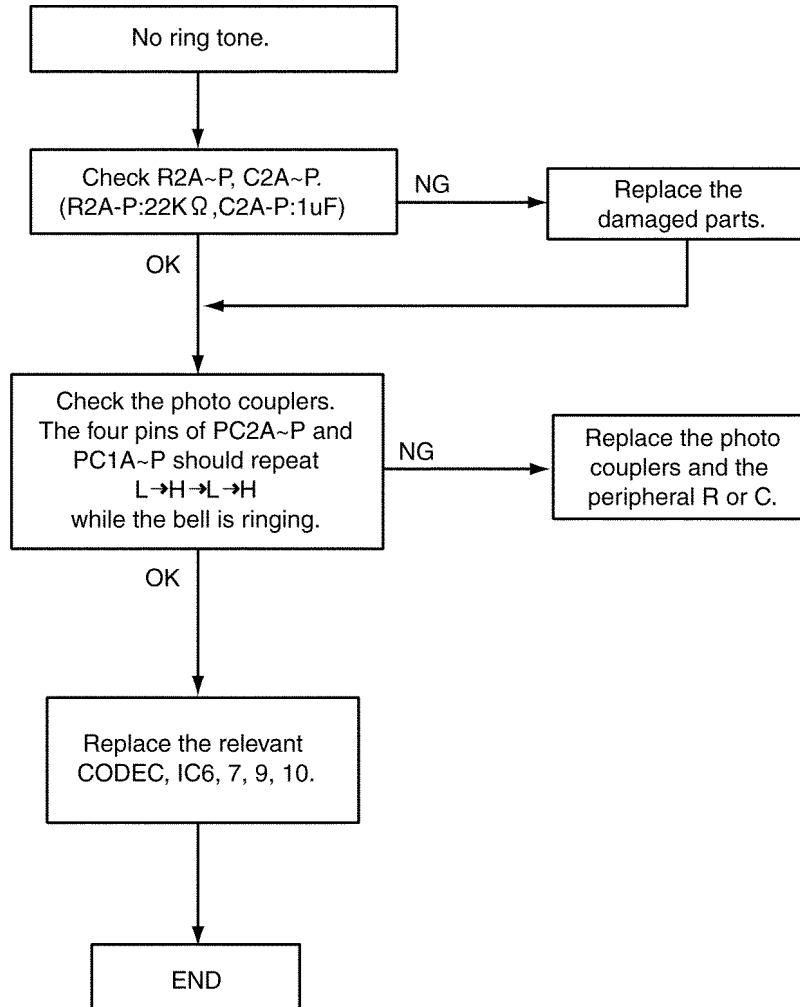 No ring tone.
Check R2A~P, C2A~P.
(R2A-P:22KΩ,C2A-P:1uF)
NG
Replace the
damaged parts.
OK
Check the photo couplers.
The four pins of PC2A~P and
PC1A~P should repeat
L→H→L→H
while the bell is ringing.
NG
Replace the photo
couplers and the
peripheral R or C.
OK
Replace the relevant
CODEC, IC6, 7, 9, 10.
END